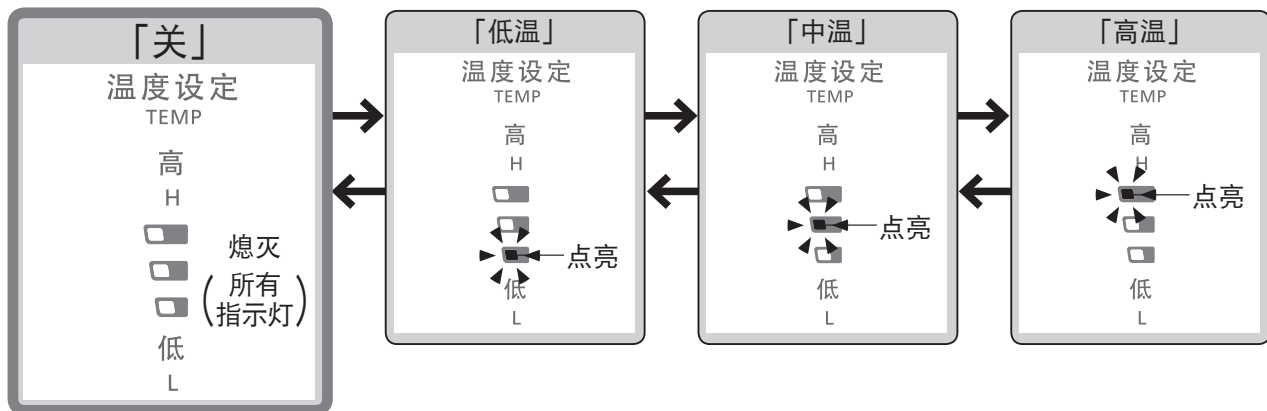 「关」
温度设定
TEMP
高
H
熄灭
(所有
指示灯)
低
L
「低温」
温度设定
TEMP
高
H
点亮
低
L
「中温」
温度设定
TEMP
高
H
点亮
低
L
「高温」
温度设定
TEMP
高
H
点亮
低
L